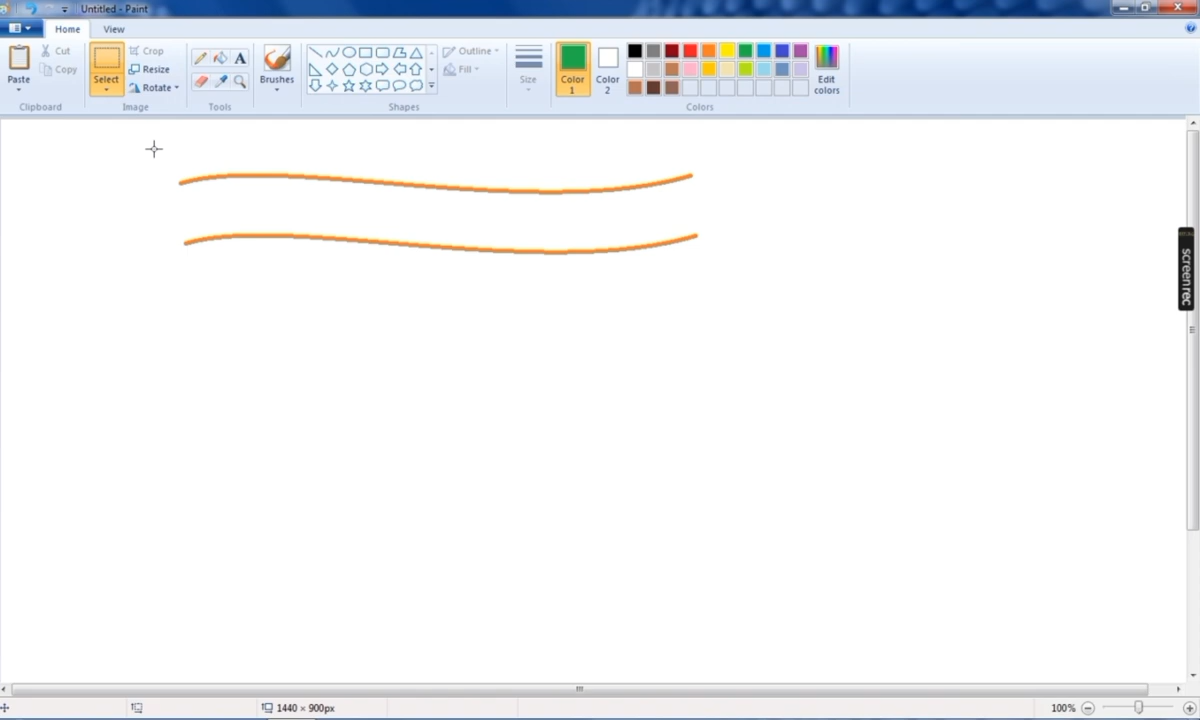 Untitled - Paint
Home View
Paste
Cut
Copy
Clipboard
Select
Crop
Resize
Rotate
Image
A
Tools
Brushes
Shapes
Outline
Fill
Size
Color 1
Color 2
Edit colors
Colors
screenrec
1440 × 900px
100%